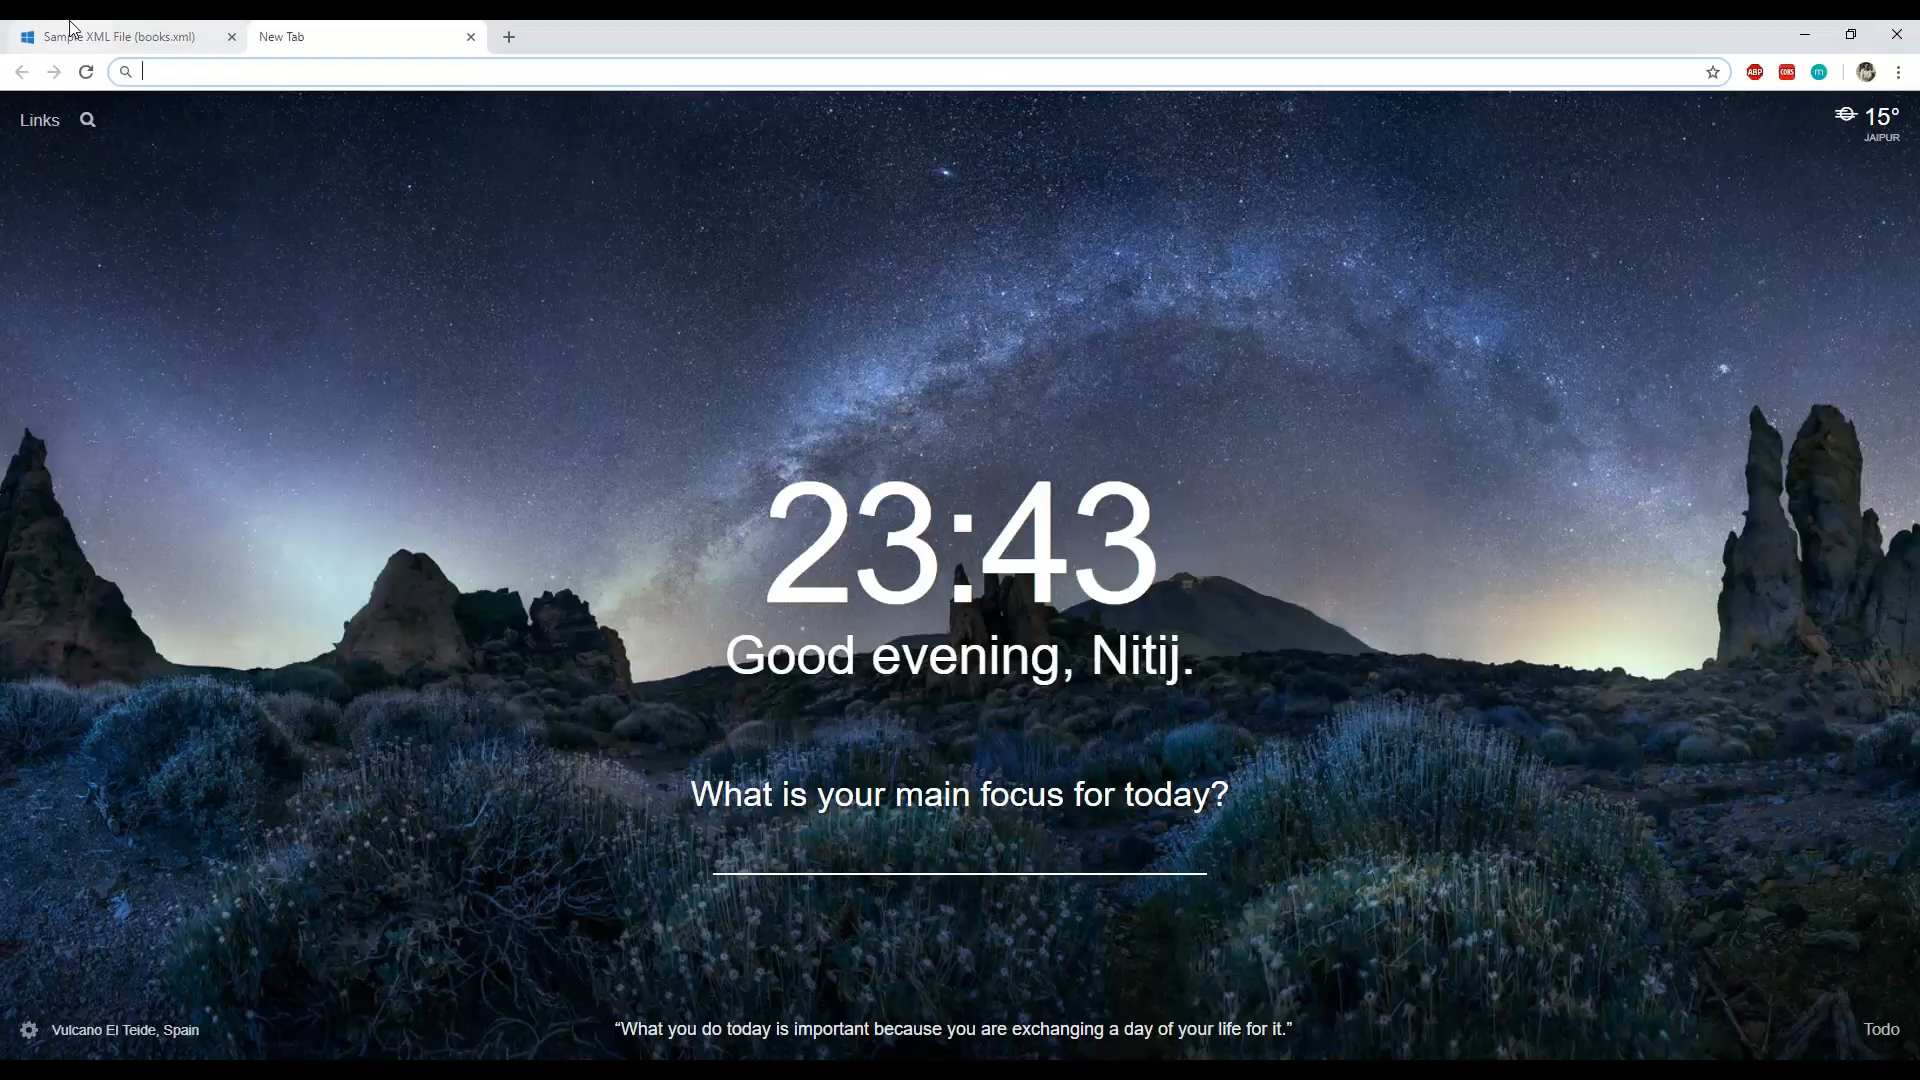 Sample XML File (books.xml)
New Tab
ABP
CORS
m
Links
15°
JAIPUR
23:43
Good evening, Nitij.
What is your main focus for today?
Vulcano El Teide, Spain
“What you do today is important because you are exchanging a day of your life for it.”
Todo